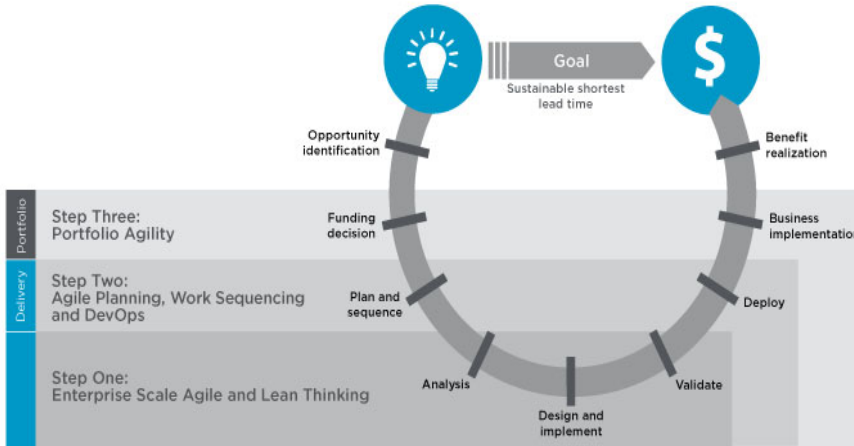 $
Goal
Sustainable shortest
lead time
Opportunity
identification
Benefit
realization
Portfolio
Step Three:
Portfolio Agility
Funding
decision
Business
implementation
Delivery
Step Two:
Agile Planning, Work Sequencing
and DevOps
Plan and
sequence
Deploy
Step One:
Enterprise Scale Agile and Lean Thinking
Analysis
Validate
Design and
implement